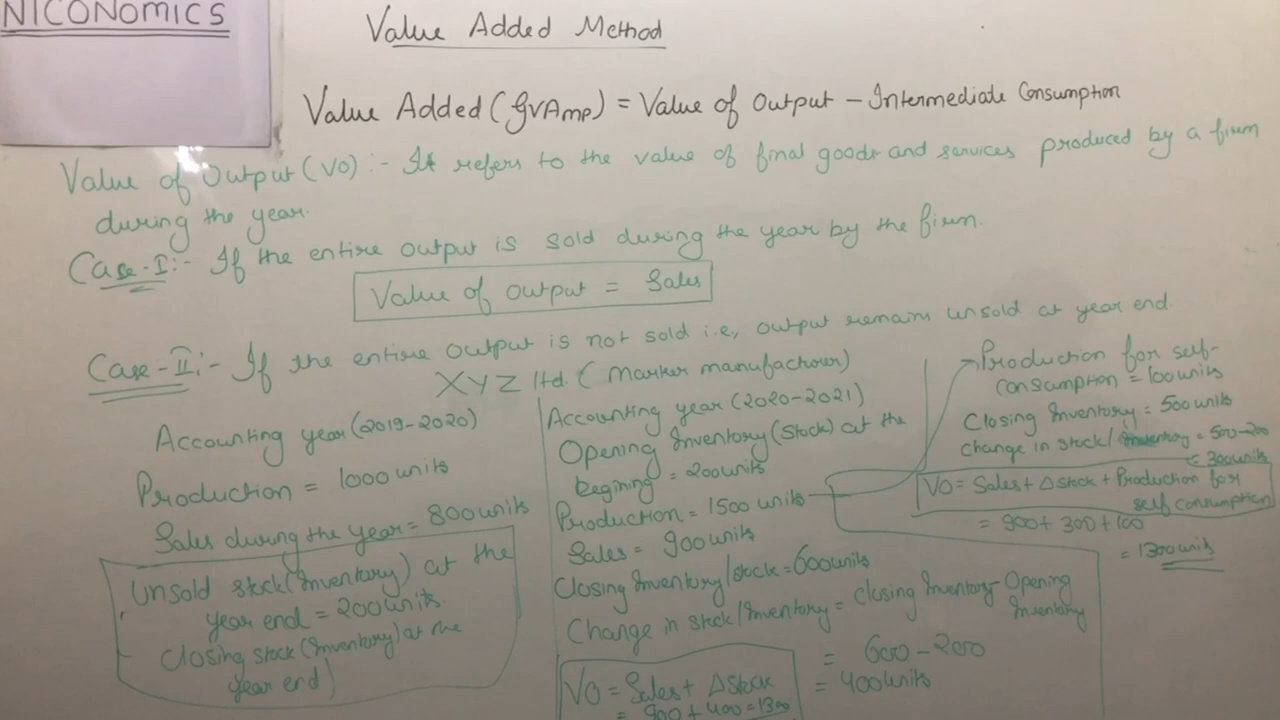 NICONOMICS
Value Added Method
Value Added (GVAMP) = Value of Output - Intermediate Consumption
Value of Output (VO) :- It refers to the value of final goods and services produced by a firm
during the year.
Case-I:- If the entire output is sold during the year by the firm.
Value of output = Sales
Case-II:- If the entire output is not sold i.e, output remains unsold at year end.
XYZ ltd. (Marker manufacturer)
Accounting year (2019-2020)
Production = 1000 units
Sales during the year = 800 units
Unsold stock (Inventory) at the
year end = 200 units.
Closing stock (Inventory) at the
year end)
Accounting year (2020-2021)
Opening Inventory (Stock) at the
begining = 200 units
Production = 1500 units
Sales = 900 units
Closing Inventory/stock = 600 units
Change in stock/Inventory = closing Inventory - Opening
Inventory
= 600 - 200
= 400 units
VO = Sales + Δ Stock
= 900 + 400 = 1300
Production for self-
consumption = 100 units
Closing Inventory = 500 units
change in stock/Inventory = 500-200
= 300 units
VO = Sales + Δ Stock + Production for
self consumption
= 900 + 300 + 100
= 1300 units